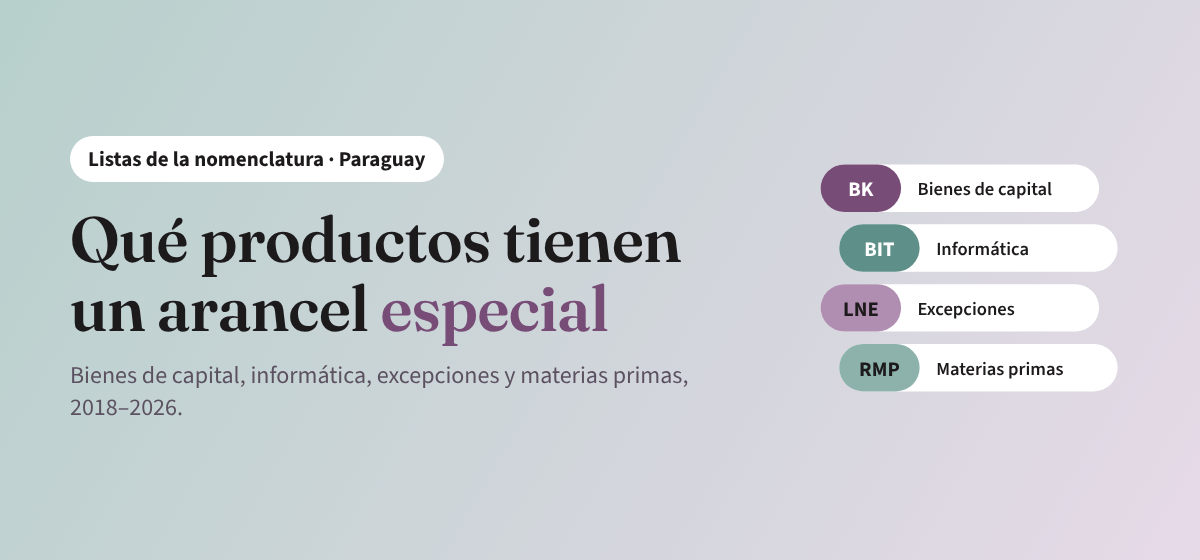 Listas de la nomenclatura · Paraguay
Qué productos tienen
un arancel especial
Bienes de capital, informática, excepciones y materias primas,
2018–2026.
BK Bienes de capital
BIT Informática
LNE Excepciones
RMP Materias primas